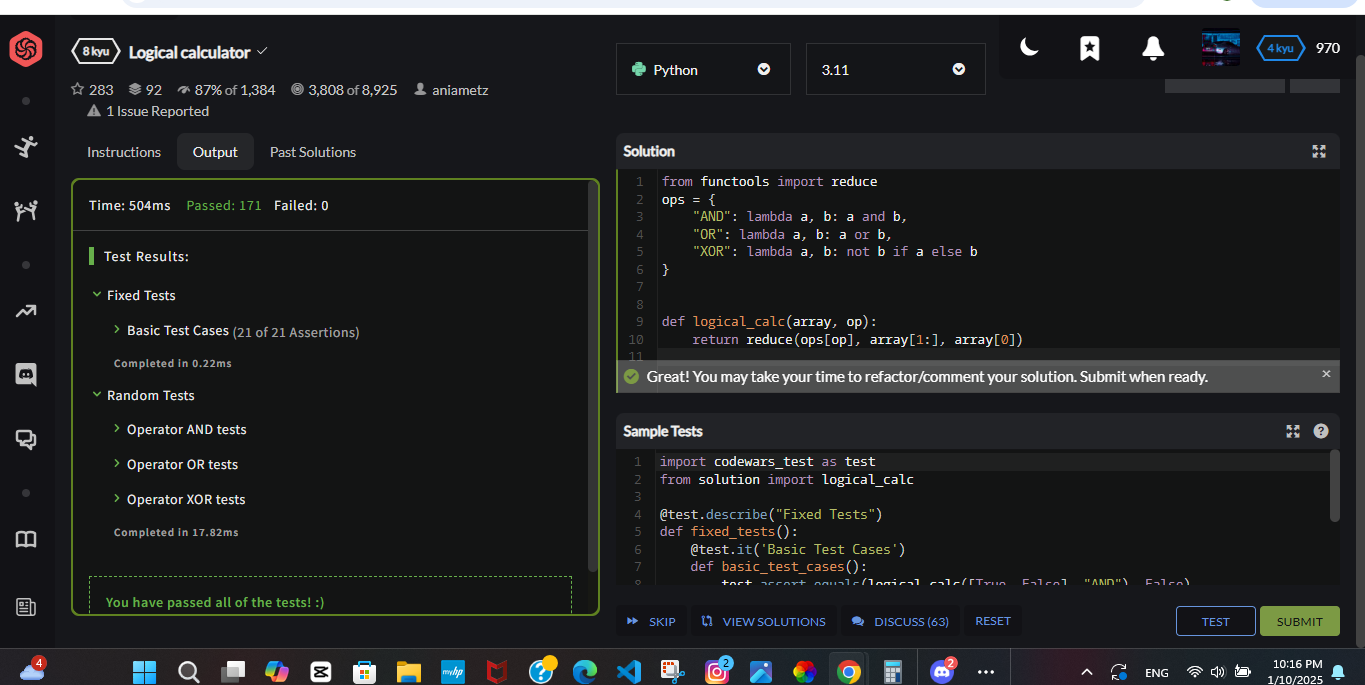 8 kyu Logical calculator
283 92 87% of 1,384 3,808 of 8,925 aniametz
1 Issue Reported
Python
3.11
4 kyu 970
Instructions Output Past Solutions
Time: 504ms Passed: 171 Failed: 0
Test Results:
Fixed Tests
Basic Test Cases (21 of 21 Assertions)
Completed in 0.22ms
Random Tests
Operator AND tests
Operator OR tests
Operator XOR tests
Completed in 17.82ms
You have passed all of the tests! :)
Solution
1 from functools import reduce
2 ops = {
3 "AND": lambda a, b: a and b,
4 "OR": lambda a, b: a or b,
5 "XOR": lambda a, b: not b if a else b
6 }
7
8
9 def logical_calc(array, op):
10 return reduce(ops[op], array[1:], array[0])
11
Great! You may take your time to refactor/comment your solution. Submit when ready.
Sample Tests
1 import codewars_test as test
2 from solution import logical_calc
3
4 @test.describe("Fixed Tests")
5 def fixed_tests():
6 @test.it('Basic Test Cases')
7 def basic_test_cases():
8 test.assert_equals(logical_calc([True, False], "AND"), False)
SKIP VIEW SOLUTIONS DISCUSS (63) RESET TEST SUBMIT
4
myhp
2
2
ENG
10:16 PM
1/10/2025